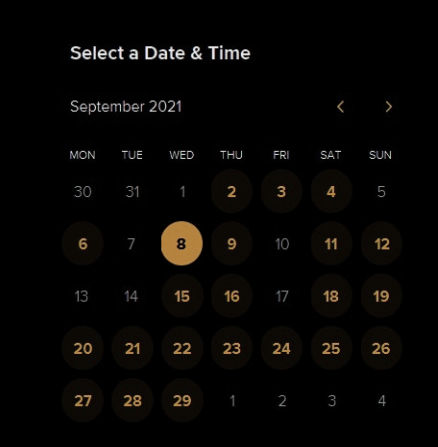 Select a Date & Time
September 2021 < >
MON TUE WED THU FRI SAT SUN
30 31 1 2 3 4 5
6 7 8 9 10 11 12
13 14 15 16 17 18 19
20 21 22 23 24 25 26
27 28 29 1 2 3 4